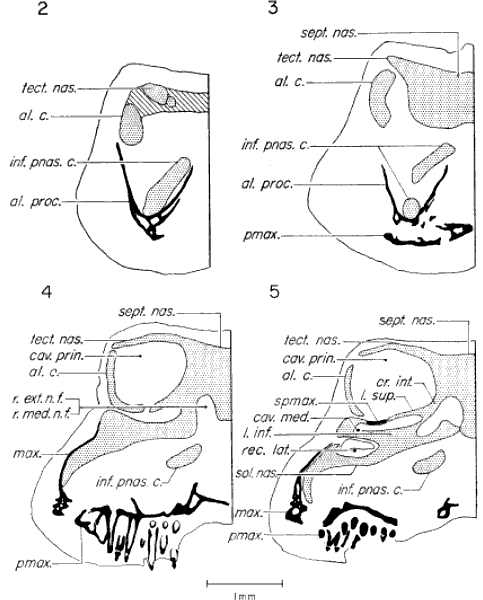 2
tect. nas.
al. c.
inf. pnas. c.
al. proc.
3
sept. nas.
tect. nas.
al. c.
inf. pnas. c.
al. proc.
pmax.
4
sept. nas.
tect. nas.
cav. prin.
al. c.
r. ext. n. f.
r. med. n. f.
max.
inf. pnas. c.
pmax.
5
sept. nas.
tect. nas.
cav. prin.
al. c.
cr. int.
l. sup.
spmax.
cav. med.
l. inf.
rec. lat.
sol. nas.
inf. pnas. c.
max.
pmax.
1mm